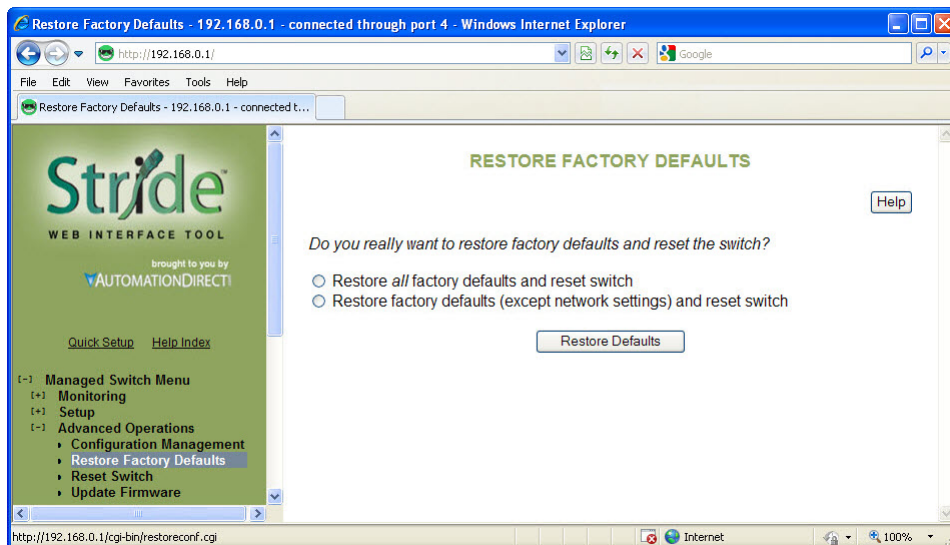 Restore Factory Defaults - 192.168.0.1 - connected through port 4 - Windows Internet Explorer
http://192.168.0.1/
Google
File Edit View Favorites Tools Help
Restore Factory Defaults - 192.168.0.1 - connected t...
Stride™
WEB INTERFACE TOOL
brought to you by
AUTOMATIONDIRECT
Quick Setup Help Index
[-] Managed Switch Menu
[+] Monitoring
[+] Setup
[-] Advanced Operations
Configuration Management
Restore Factory Defaults
Reset Switch
Update Firmware
RESTORE FACTORY DEFAULTS
Help
Do you really want to restore factory defaults and reset the switch?
Restore all factory defaults and reset switch
Restore factory defaults (except network settings) and reset switch
Restore Defaults
http://192.168.0.1/cgi-bin/restoreconf.cgi
Internet
100%